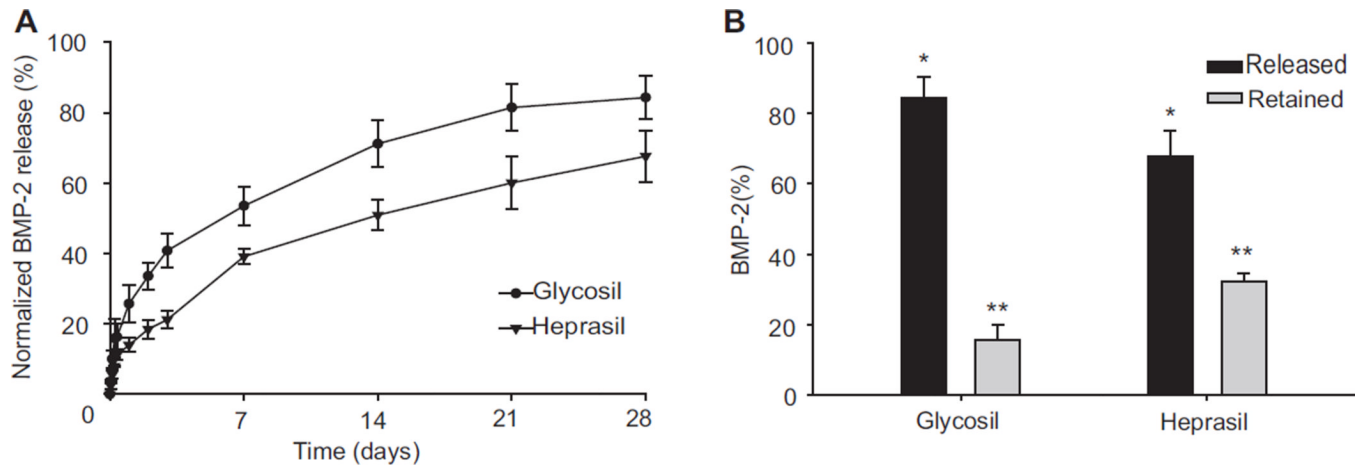 A
Normalized BMP-2 release (%)
100
80
60
40
20
0
7
14
21
28
Time (days)
Glycosil
Heprasil
B
BMP-2(%)
100
80
60
40
20
0
*
**
*
**
Released
Retained
Glycosil
Heprasil